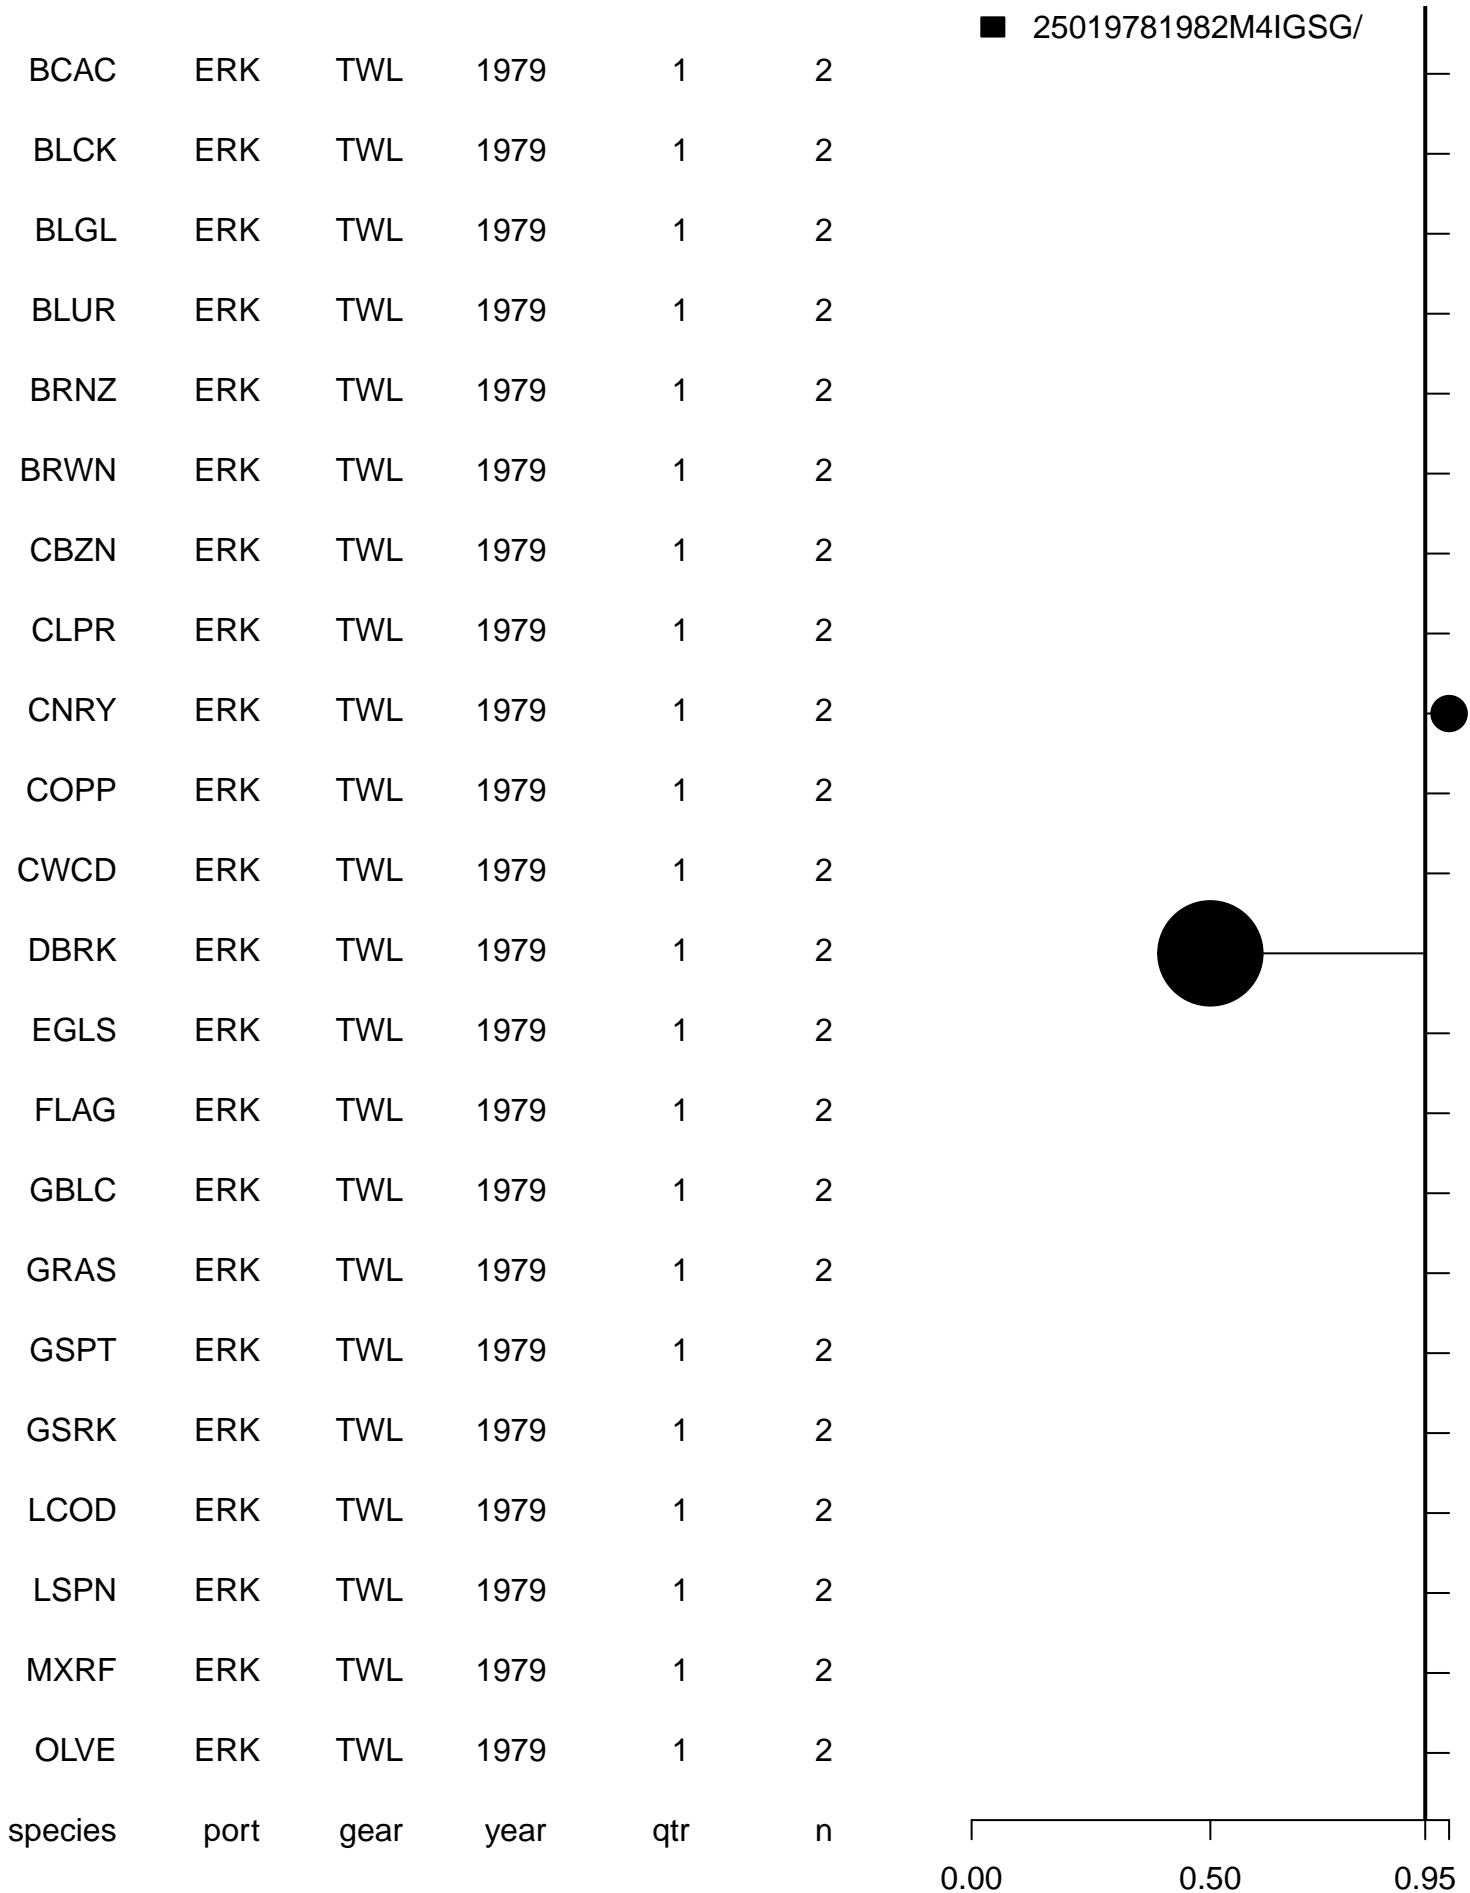 25019781982M4IGSG/
BCAC ERK TWL 1979 1 2
BLCK ERK TWL 1979 1 2
BLGL ERK TWL 1979 1 2
BLUR ERK TWL 1979 1 2
BRNZ ERK TWL 1979 1 2
BRWN ERK TWL 1979 1 2
CBZN ERK TWL 1979 1 2
CLPR ERK TWL 1979 1 2
CNRY ERK TWL 1979 1 2
COPP ERK TWL 1979 1 2
CWCD ERK TWL 1979 1 2
DBRK ERK TWL 1979 1 2
EGLS ERK TWL 1979 1 2
FLAG ERK TWL 1979 1 2
GBLC ERK TWL 1979 1 2
GRAS ERK TWL 1979 1 2
GSPT ERK TWL 1979 1 2
GSRK ERK TWL 1979 1 2
LCOD ERK TWL 1979 1 2
LSPN ERK TWL 1979 1 2
MXRF ERK TWL 1979 1 2
OLVE ERK TWL 1979 1 2
species port gear year qtr n
0.00 0.50 0.95